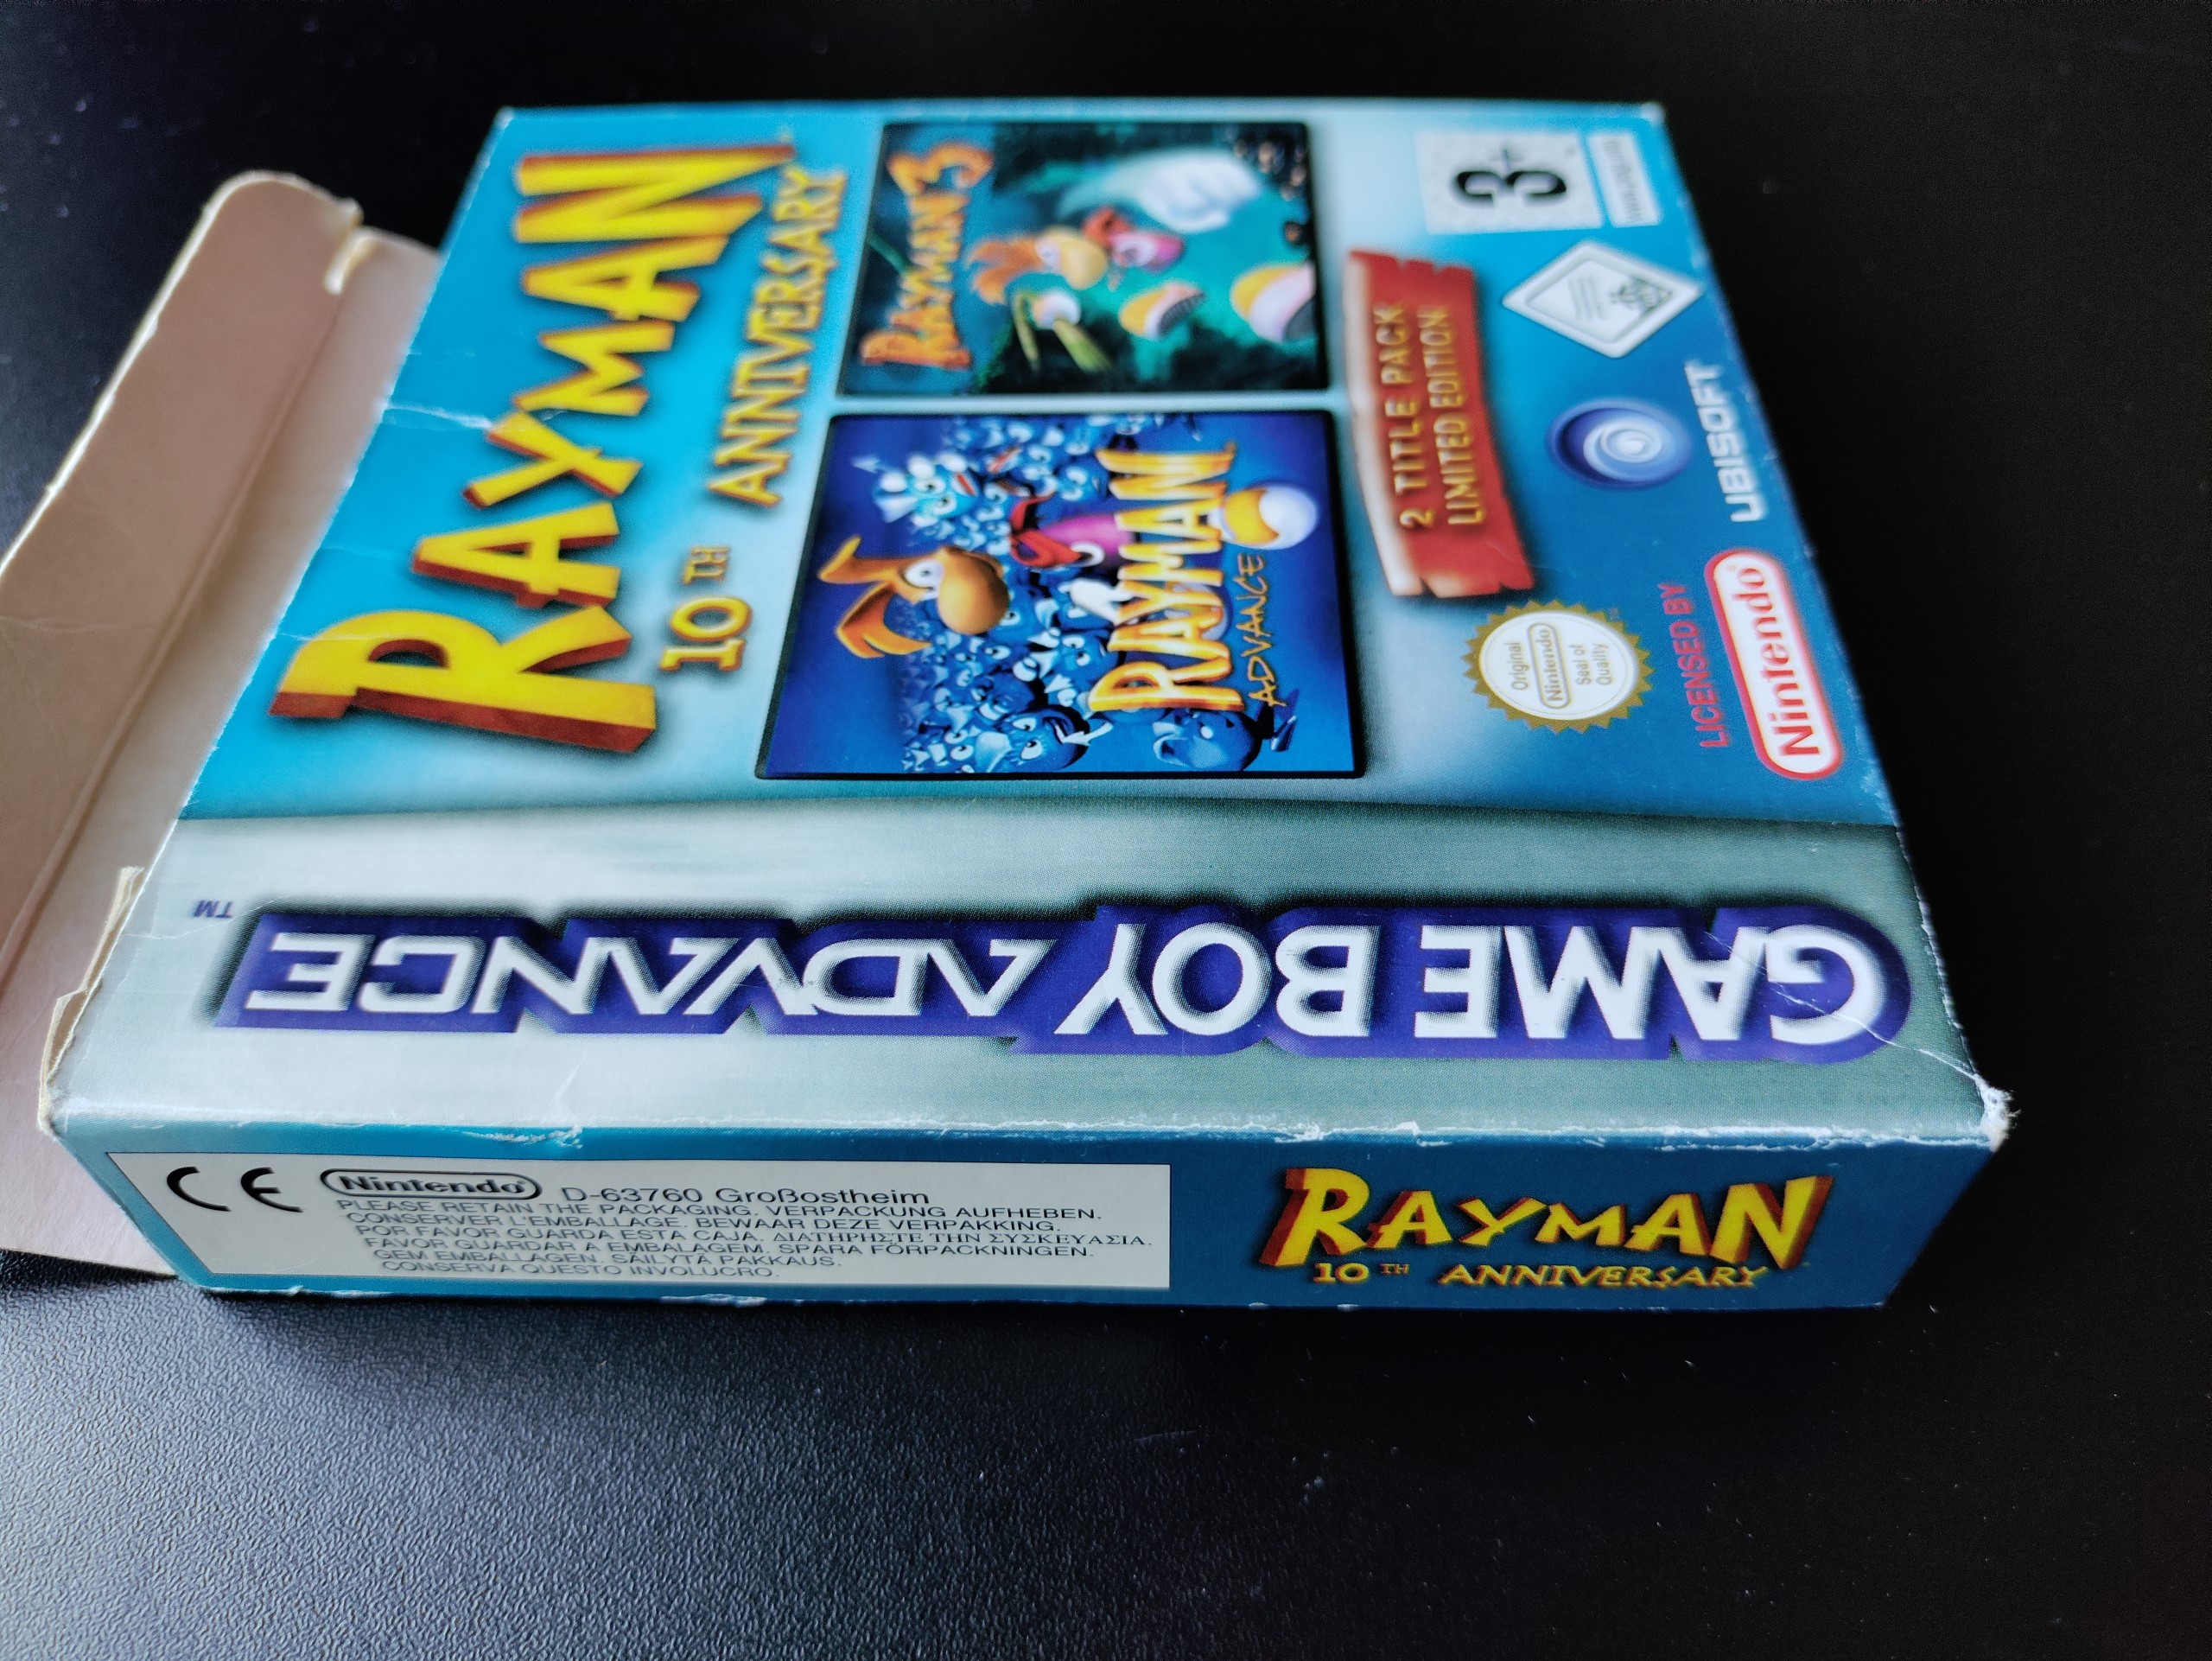 RAYMAN
10TH ANNIVERSARY
RAYMAN
ADVANCE
RAYMAN 3
2 TITLE PACK
LIMITED EDITION
3+
Original
Nintendo
Seal of
Quality
UBISOFT
LICENSED BY
Nintendo®
GAME BOY ADVANCE™
CE
Nintendo® D-63760 Großostheim
PLEASE RETAIN THE PACKAGING. VERPACKUNG AUFHEBEN.
CONSERVER L'EMBALLAGE. BEWAAR DEZE VERPAKKING.
POR FAVOR GUARDA ESTA CAJA. ΔΙΑΤΗΡΗΣΤΕ ΤΗΝ ΣΥΣΚΕΥΑΣΙΑ.
FAVOR GUARDAR A EMBALAGEM. SPARA FÖRPACKNINGEN.
GEM EMBALLAGEN. SÄILYTÄ PAKKAUS.
CONSERVA QUESTO INVOLUCRO.
RAYMAN
10TH ANNIVERSARY